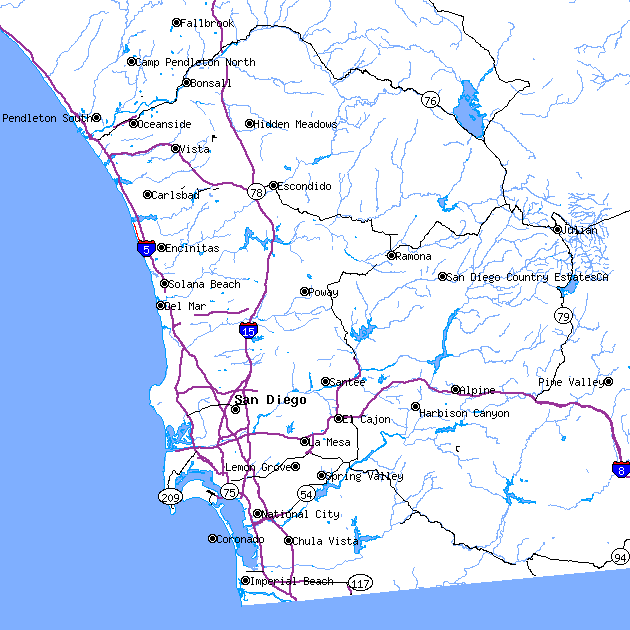 Fallbrook
Camp Pendleton North
Bonsall
76
Pendleton South
Oceanside
Hidden Meadows
Vista
Escondido
78
Carlsbad
Julian
5
Encinitas
Ramona
San Diego Country EstatesCA
Solana Beach
Poway
Del Mar
79
15
Santee
Pine Valley
Alpine
San Diego
Harbison Canyon
El Cajon
La Mesa
Lemon Grove
8
Spring Valley
75
54
209
National City
Coronado
Chula Vista
94
Imperial Beach
117